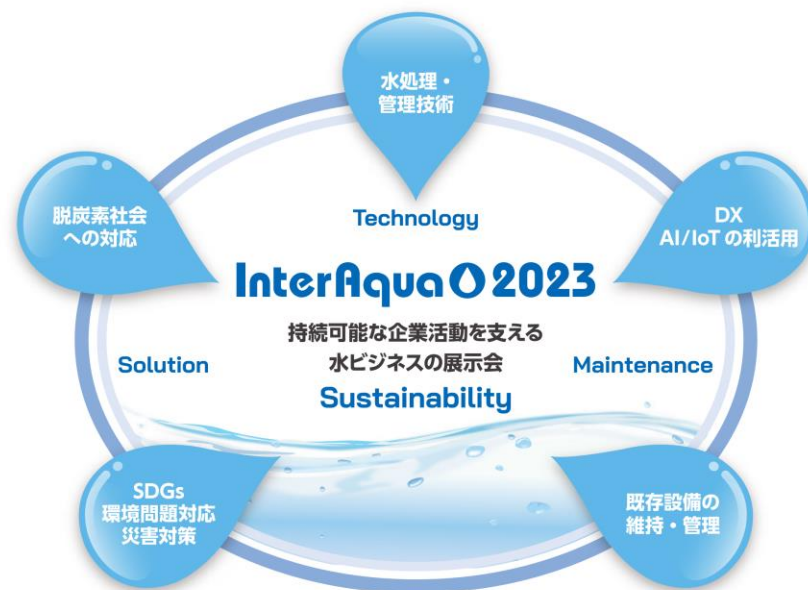 水処理・
管理技術
脱炭素社会
への対応
DX
AI/IoTの利活用
Technology
InterAqua 2023
持続可能な企業活動を支える
水ビジネスの展示会
Solution
Maintenance
Sustainability
SDGs
環境問題対応
災害対策
既存設備の
維持・管理